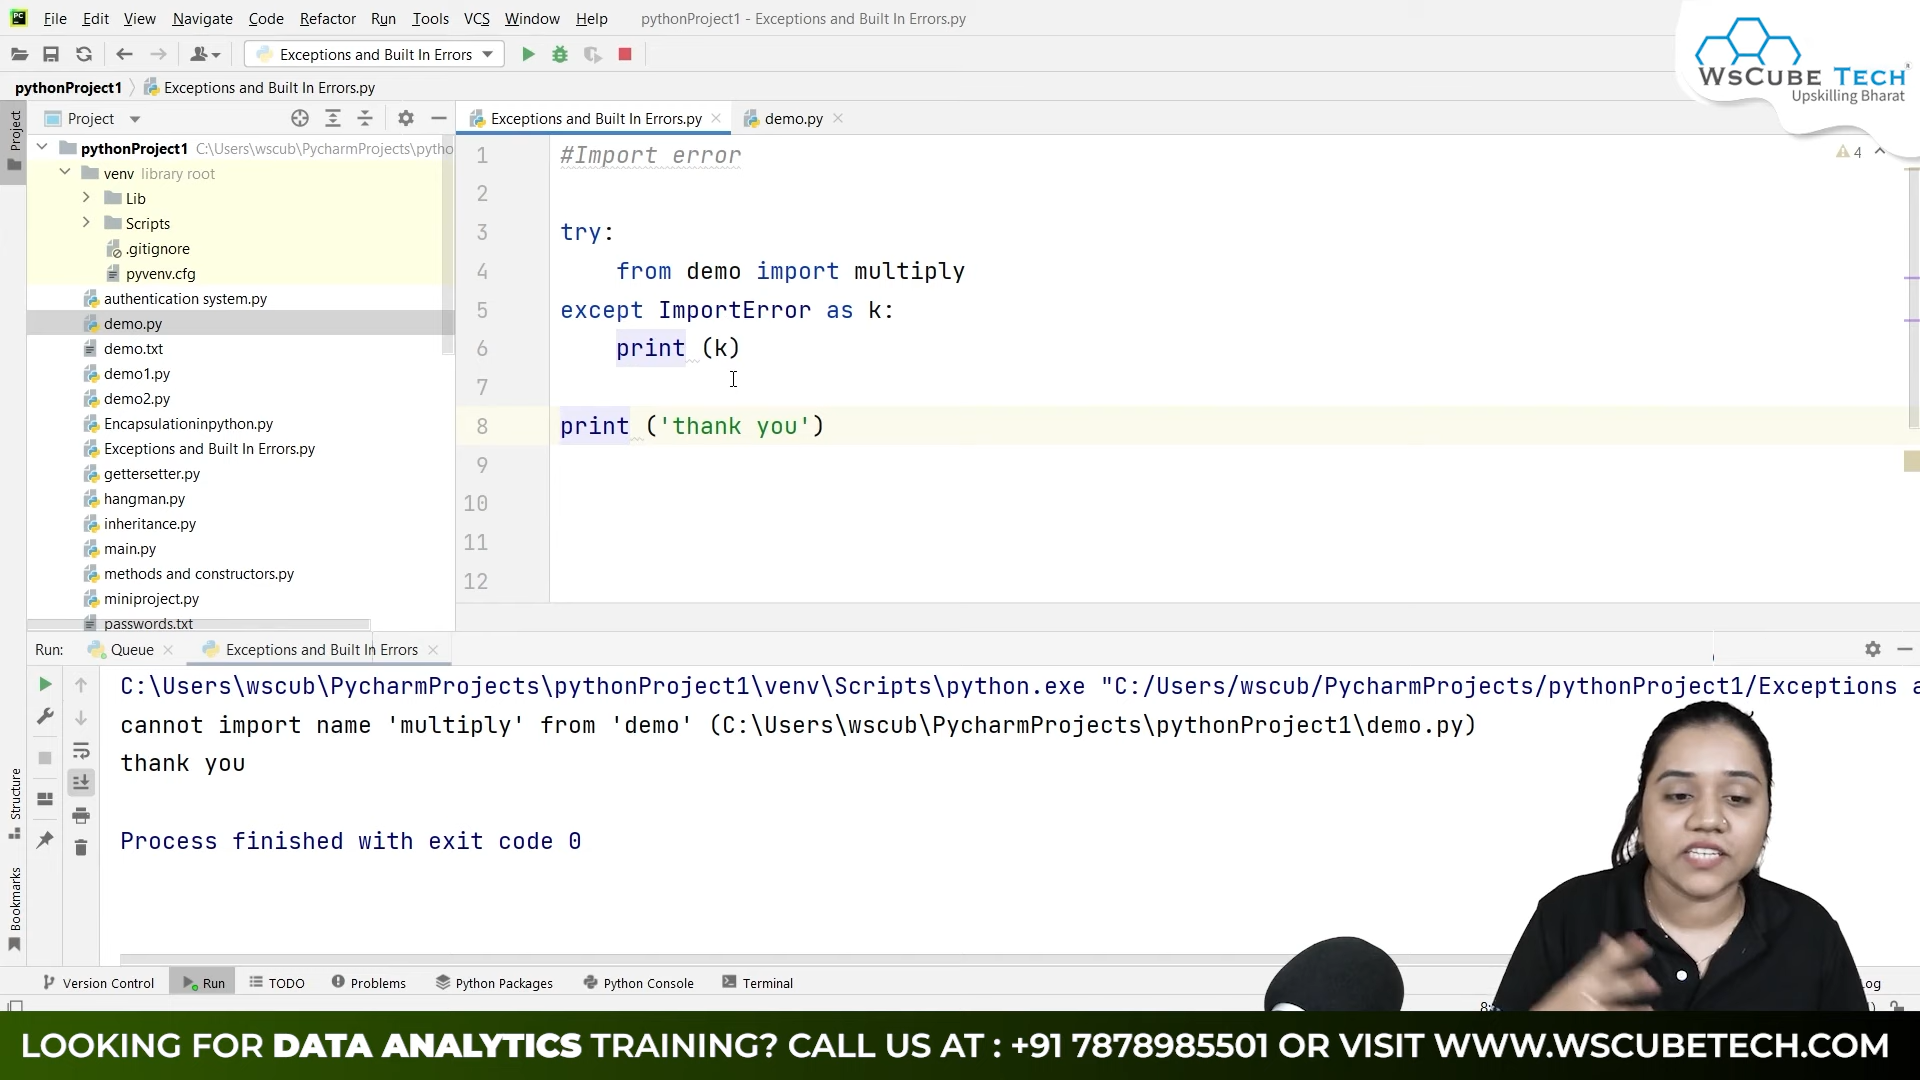 File Edit View Navigate Code Refactor Run Tools VCS Window Help pythonProject1 - Exceptions and Built In Errors.py
Exceptions and Built In Errors
WsCube Tech
Upskilling Bharat
pythonProject1 Exceptions and Built In Errors.py
Project
Project
Exceptions and Built In Errors.py
demo.py
pythonProject1 C:\Users\wscub\PycharmProjects\pytho
venv library root
Lib
Scripts
.gitignore
pyvenv.cfg
authentication system.py
demo.py
demo.txt
demo1.py
demo2.py
Encapsulationinpython.py
Exceptions and Built In Errors.py
gettersetter.py
hangman.py
inheritance.py
main.py
methods and constructors.py
miniproject.py
passwords.txt
4
1 #Import error
2
3 try:
4 from demo import multiply
5 except ImportError as k:
6 print (k)
7
8 print ('thank you')
9
10
11
12
Run: Queue Exceptions and Built In Errors
C:\Users\wscub\PycharmProjects\pythonProject1\venv\Scripts\python.exe "C:/Users/wscub/PycharmProjects/pythonProject1/Exceptions a
cannot import name 'multiply' from 'demo' (C:\Users\wscub\PycharmProjects\pythonProject1\demo.py)
thank you
Process finished with exit code 0
Structure
Bookmarks
Version Control Run TODO Problems Python Packages Python Console Terminal
LOOKING FOR DATA ANALYTICS TRAINING? CALL US AT : +91 7878985501 OR VISIT WWW.WSCUBETECH.COM